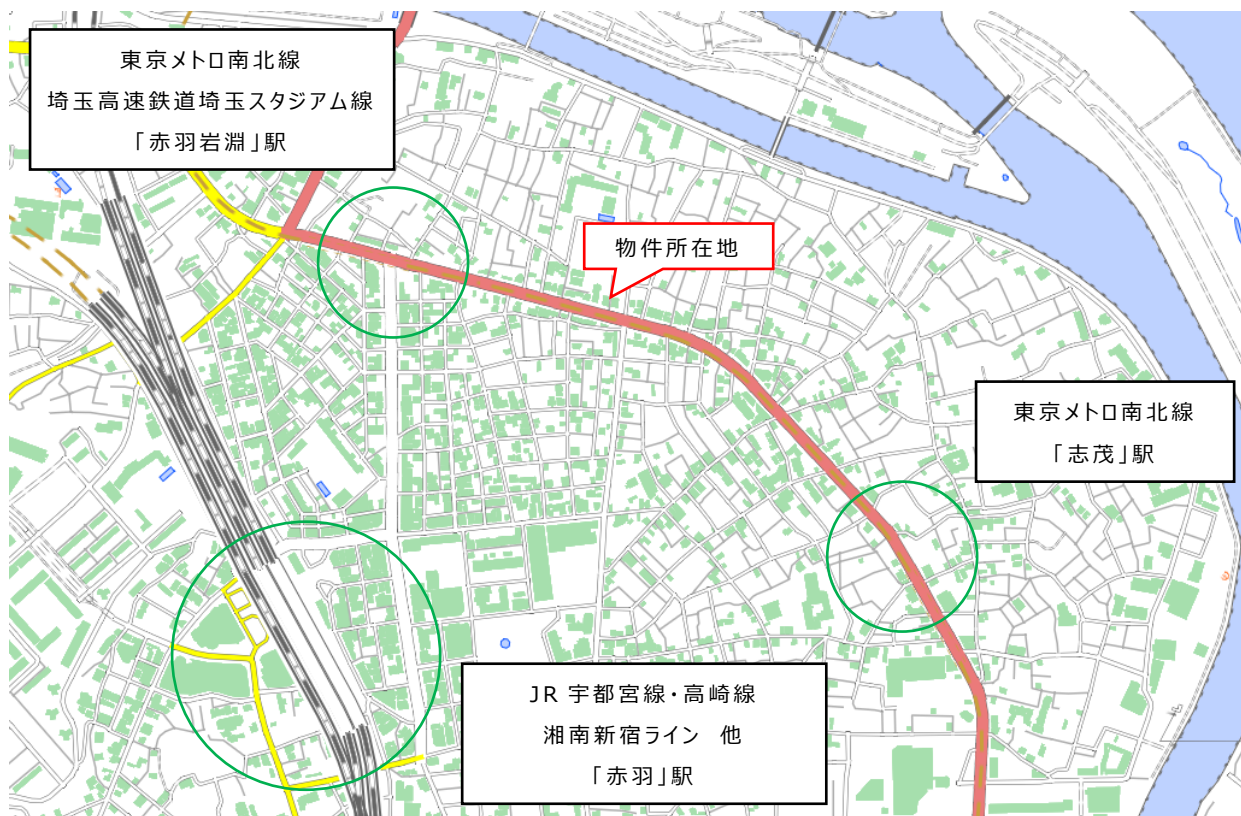 東京メトロ南北線
埼玉高速鉄道埼玉スタジアム線
「赤羽岩淵」駅
物件所在地
東京メトロ南北線
「志茂」駅
JR 宇都宮線・高崎線
湘南新宿ライン 他
「赤羽」駅